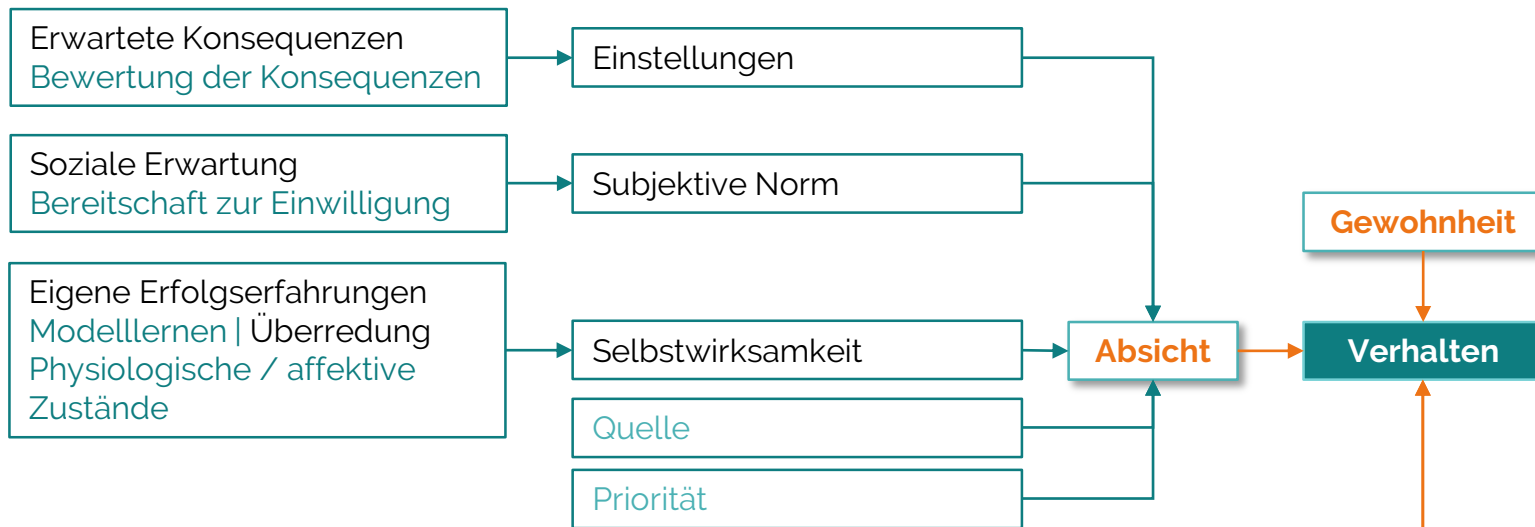 Erwartete Konsequenzen
Bewertung der Konsequenzen
Einstellungen
Soziale Erwartung
Bereitschaft zur Einwilligung
Subjektive Norm
Gewohnheit
Eigene Erfolgserfahrungen
Modelllernen | Überredung
Physiologische / affektive
Zustände
Selbstwirksamkeit
Absicht
Verhalten
Quelle
Priorität